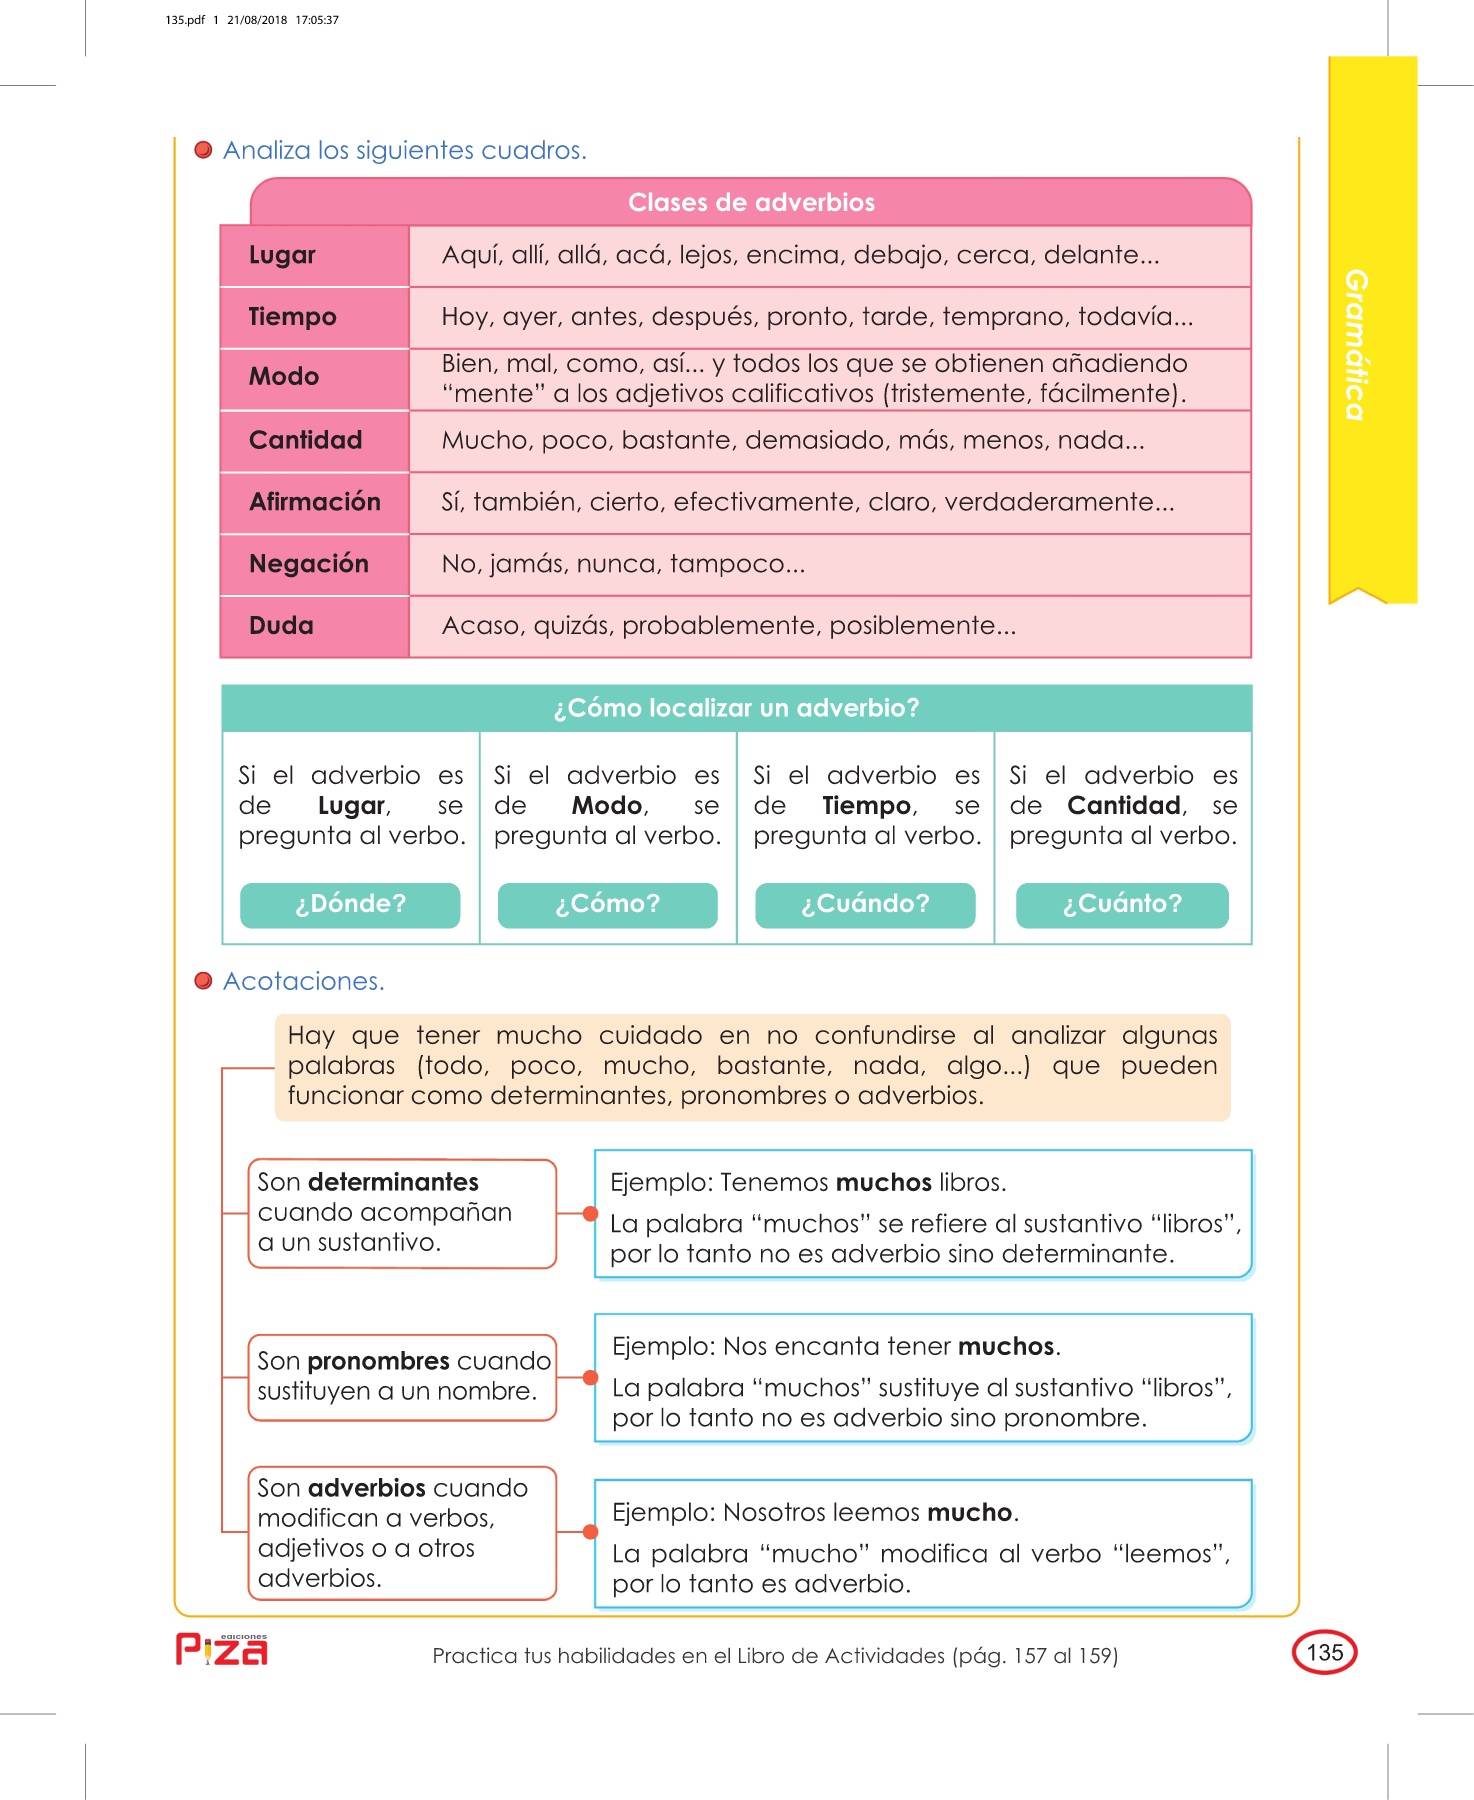 135.pdf 1 21/08/2018 17:05:37
Gramática
Analiza los siguientes cuadros.
Clases de adverbios
Lugar
Aquí, allí, allá, acá, lejos, encima, debajo, cerca, delante...
Tiempo
Hoy, ayer, antes, después, pronto, tarde, temprano, todavía...
Modo
Bien, mal, como, así... y todos los que se obtienen añadiendo
“mente” a los adjetivos calificativos (tristemente, fácilmente).
Cantidad
Mucho, poco, bastante, demasiado, más, menos, nada...
Afirmación
Sí, también, cierto, efectivamente, claro, verdaderamente...
Negación
No, jamás, nunca, tampoco...
Duda
Acaso, quizás, probablemente, posiblemente...
¿Cómo localizar un adverbio?
Si el adverbio es
de Lugar, se
pregunta al verbo.
¿Dónde?
Si el adverbio es
de Modo, se
pregunta al verbo.
¿Cómo?
Si el adverbio es
de Tiempo, se
pregunta al verbo.
¿Cuándo?
Si el adverbio es
de Cantidad, se
pregunta al verbo.
¿Cuánto?
Acotaciones.
Hay que tener mucho cuidado en no confundirse al analizar algunas
palabras (todo, poco, mucho, bastante, nada, algo...) que pueden
funcionar como determinantes, pronombres o adverbios.
Son determinantes
cuando acompañan
a un sustantivo.
Ejemplo: Tenemos muchos libros.
La palabra “muchos” se refiere al sustantivo “libros”,
por lo tanto no es adverbio sino determinante.
Son pronombres cuando
sustituyen a un nombre.
Ejemplo: Nos encanta tener muchos.
La palabra “muchos” sustituye al sustantivo “libros”,
por lo tanto no es adverbio sino pronombre.
Son adverbios cuando
modifican a verbos,
adjetivos o a otros
adverbios.
Ejemplo: Nosotros leemos mucho.
La palabra “mucho” modifica al verbo “leemos”,
por lo tanto es adverbio.
ediciones
Piza
Practica tus habilidades en el Libro de Actividades (pág. 157 al 159)
135